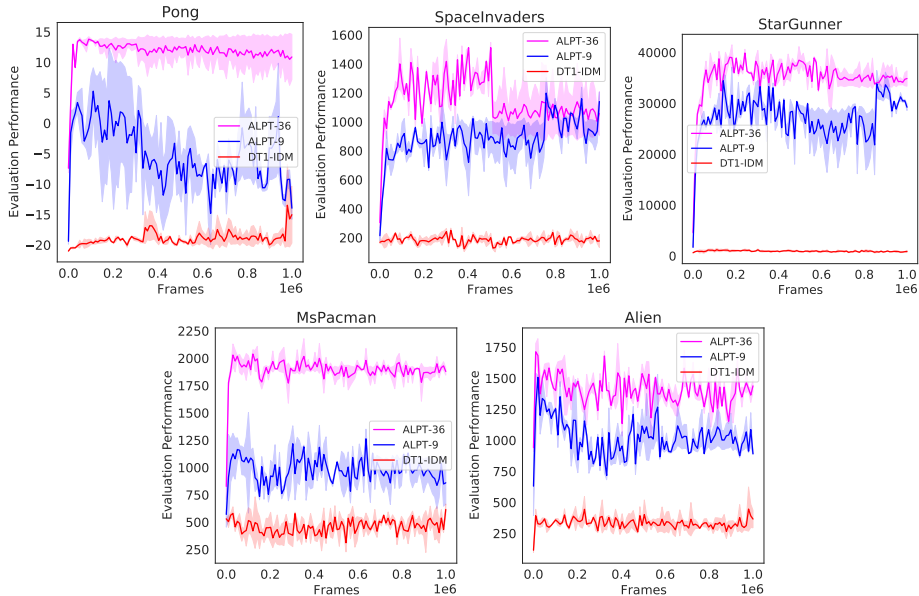 Pong
Evaluation Performance
15
10
5
0
−5
−10
−15
−20
ALPT-36
ALPT-9
DT1-IDM
0.0 0.2 0.4 0.6 0.8 1.0
Frames
1e6
SpaceInvaders
Evaluation Performance
1600
1400
1200
1000
800
600
400
200
ALPT-36
ALPT-9
DT1-IDM
0.0 0.2 0.4 0.6 0.8 1.0
Frames
1e6
StarGunner
Evaluation Performance
40000
30000
20000
10000
0
ALPT-36
ALPT-9
DT1-IDM
0.0 0.2 0.4 0.6 0.8 1.0
Frames
1e6
MsPacman
Evaluation Performance
2250
2000
1750
1500
1250
1000
750
500
250
ALPT-36
ALPT-9
DT1-IDM
0.0 0.2 0.4 0.6 0.8 1.0
Frames
1e6
Alien
Evaluation Performance
1750
1500
1250
1000
750
500
250
ALPT-36
ALPT-9
DT1-IDM
0.0 0.2 0.4 0.6 0.8 1.0
Frames
1e6